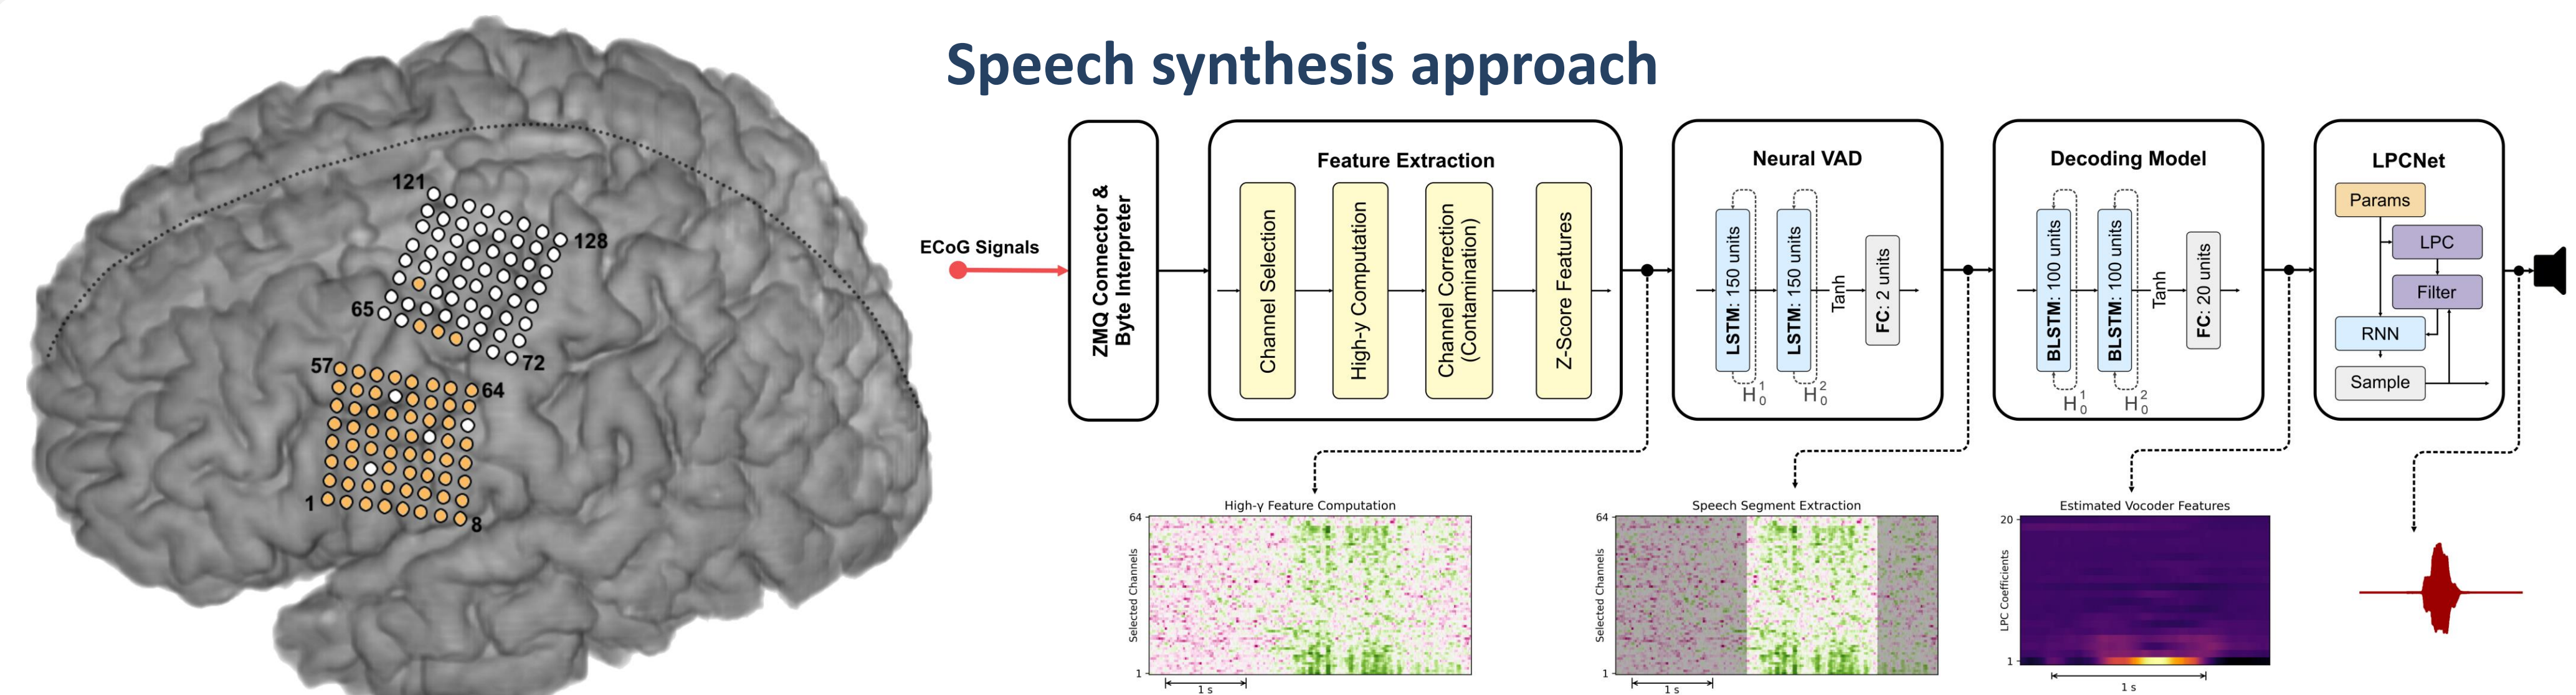 Speech synthesis approach
121
128
65
72
57
64
1
8
ECoG Signals
ZMQ Connector &
Byte Interpreter
Feature Extraction
Channel Selection
High-γ Computation
Channel Correction
(Contamination)
Z-Score Features
Neural VAD
LSTM: 150 units
LSTM: 150 units
Tanh
FC: 2 units
H₀¹
H₀²
Decoding Model
BLSTM: 100 units
BLSTM: 100 units
Tanh
FC: 20 units
H₀¹
H₀²
LPCNet
Params
LPC
Filter
RNN
Sample
High-γ Feature Computation
64
Selected Channels
1
1 s
Speech Segment Extraction
64
Selected Channels
1
1 s
Estimated Vocoder Features
20
LPC Coefficients
1
1 s